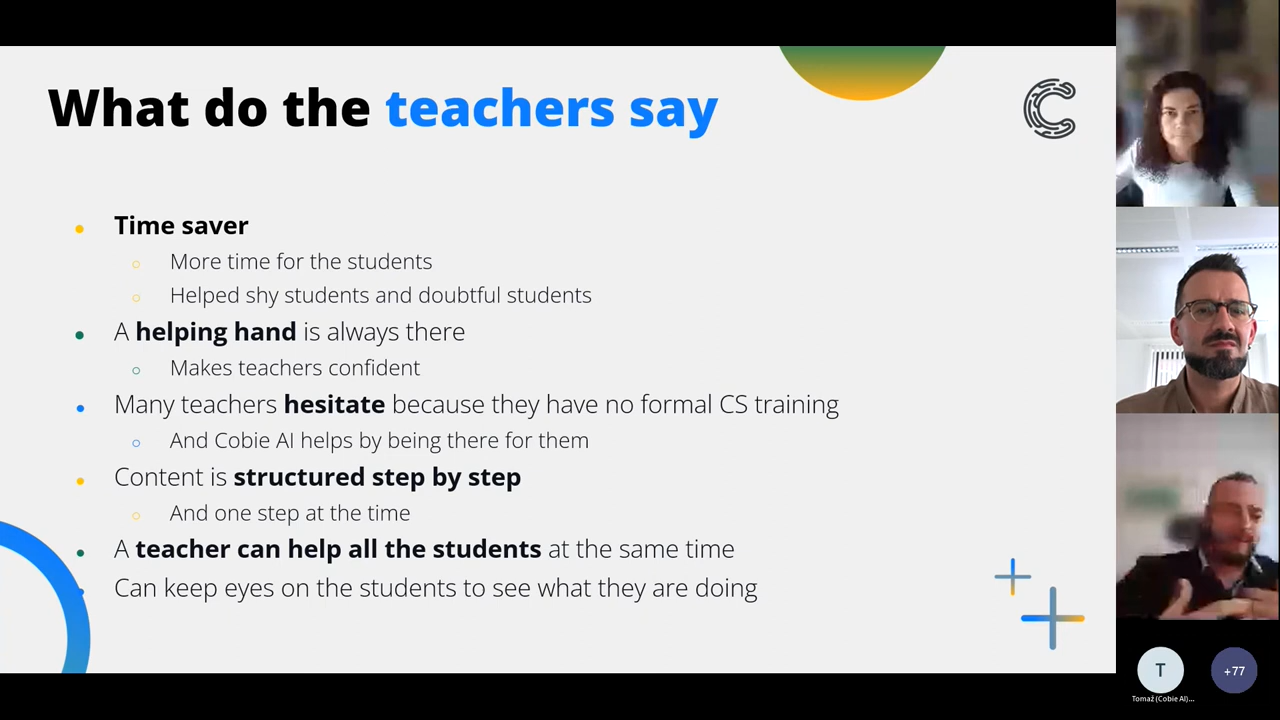 What do the teachers say
Time saver
More time for the students
Helped shy students and doubtful students
A helping hand is always there
Makes teachers confident
Many teachers hesitate because they have no formal CS training
And Cobie AI helps by being there for them
Content is structured step by step
And one step at the time
A teacher can help all the students at the same time
Can keep eyes on the students to see what they are doing
T
+77
Tomaž (Cobie AI)...